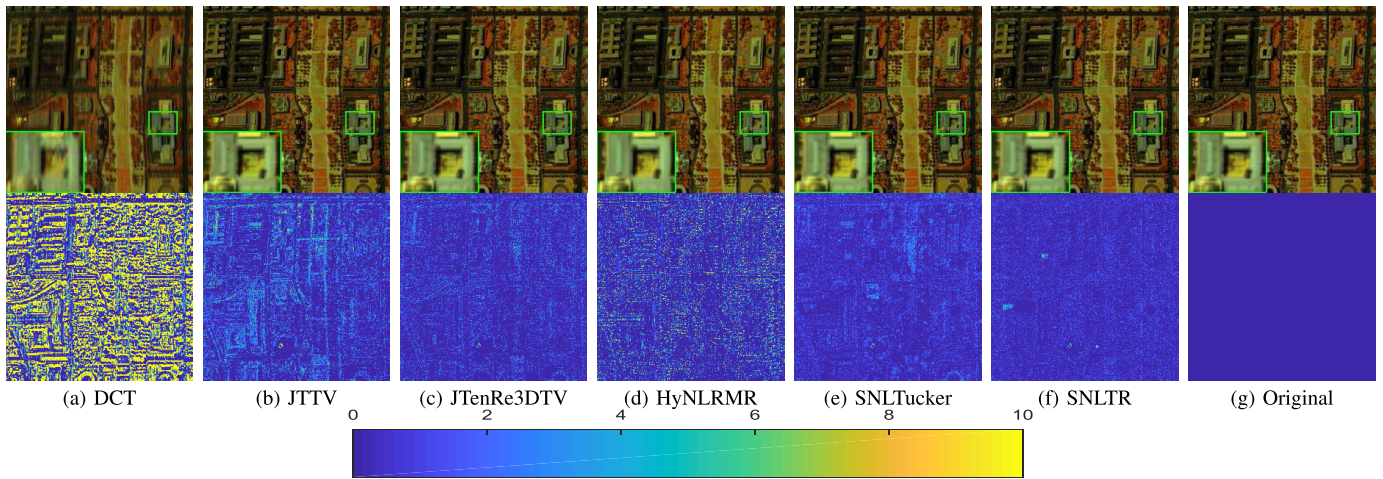 (a) DCT (b) JTTV (c) JTenRe3DTV (d) HyNLRMR (e) SNLTucker (f) SNLTR (g) Original
0 2 4 6 8 10